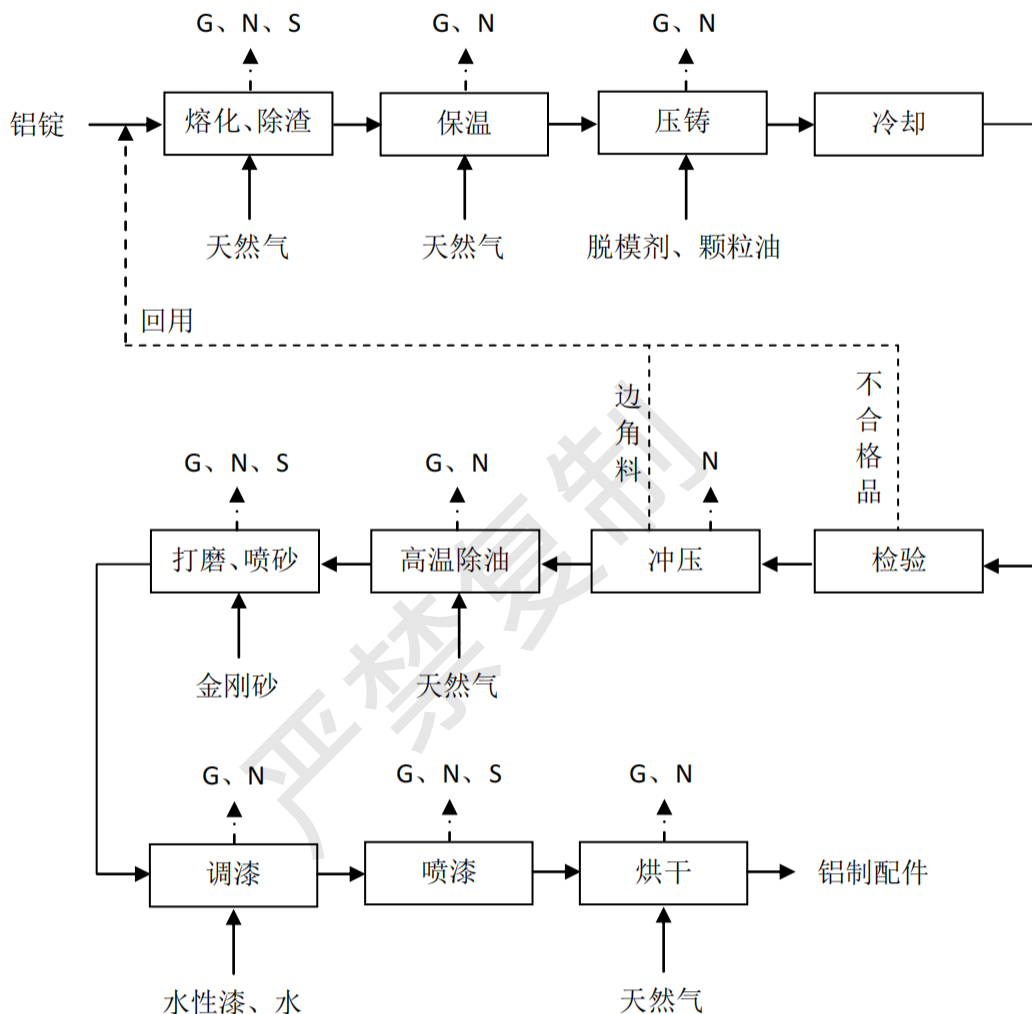 G、N、S
G、N
G、N
铝锭
熔化、除渣
保温
压铸
冷却
天然气
天然气
脱模剂、颗粒油
回用
边角料
不合格品
G、N、S
G、N
N
打磨、喷砂
高温除油
冲压
检验
金刚砂
天然气
严禁复制
G、N
G、N、S
G、N
调漆
喷漆
烘干
铝制配件
水性漆、水
天然气